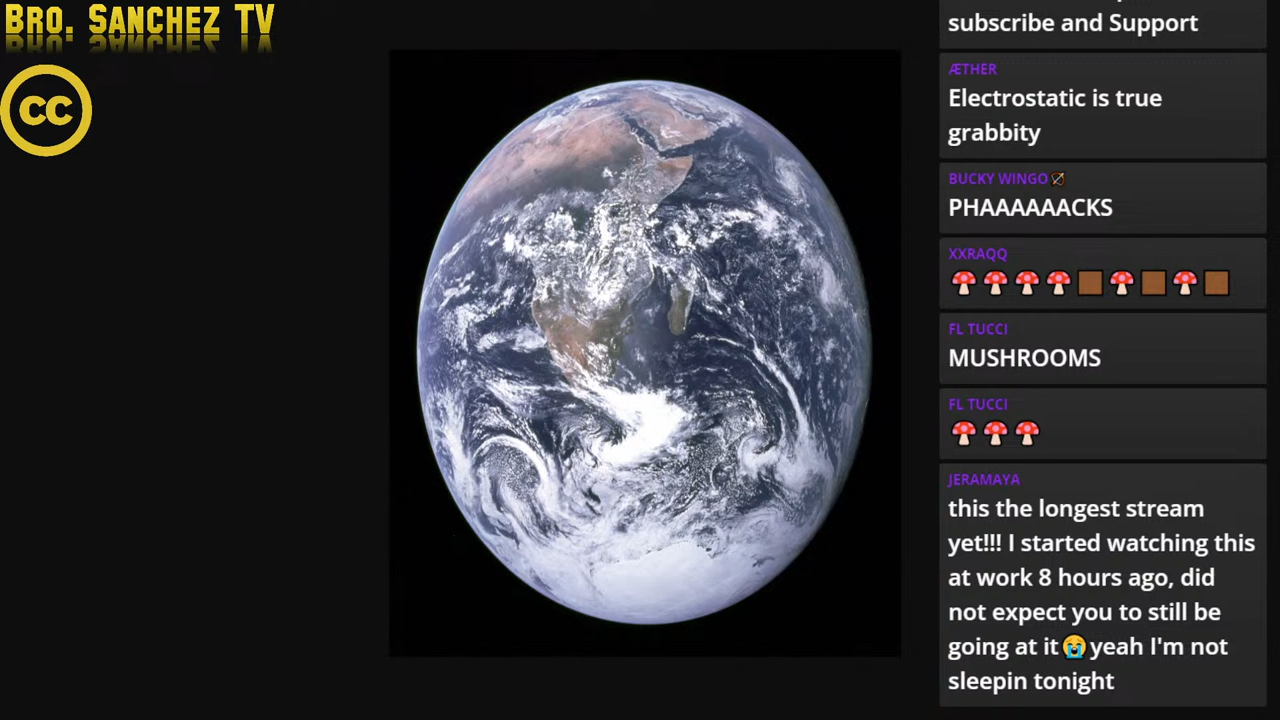 BRO. SANCHEZ TV
CC
subscribe and Support
ÆTHER
Electrostatic is true
grabbity
BUCKY WINGO
PHAAAAAACKS
XXRAQQ
FL TUCCI
MUSHROOMS
FL TUCCI
JERAMAYA
this the longest stream
yet!!! I started watching this
at work 8 hours ago, did
not expect you to still be
going at it😭yeah I'm not
sleepin tonight